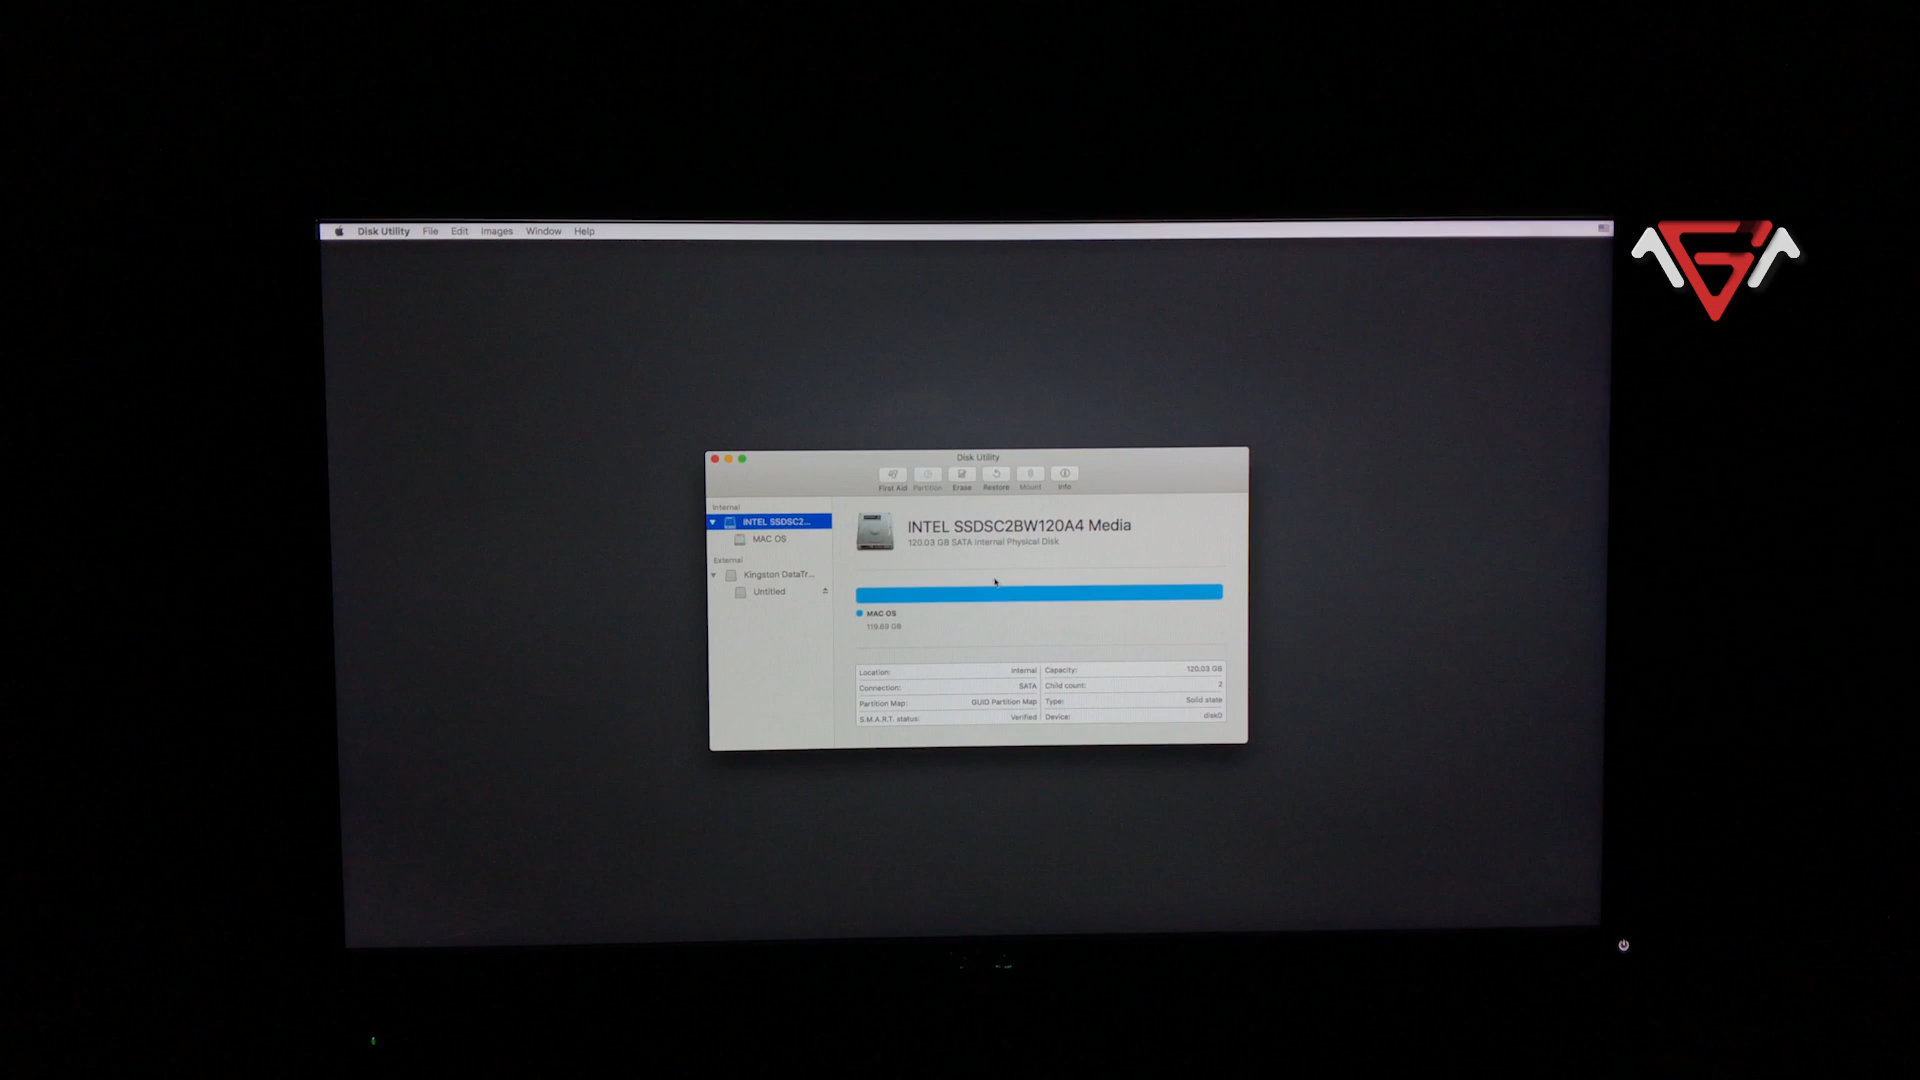 Disk Utility File Edit Images Window Help
Disk Utility
First Aid Partition Erase Restore Mount Info
Internal
INTEL SSDSC2...
MAC OS
External
Kingston DataTr...
Untitled
INTEL SSDSC2BW120A4 Media
120.03 GB SATA Internal Physical Disk
MAC OS
119.69 GB
Location: Internal Capacity: 120.03 GB
Connection: SATA Child count: 2
Partition Map: GUID Partition Map Type: Solid state
S.M.A.R.T. status: Verified Device: disk0